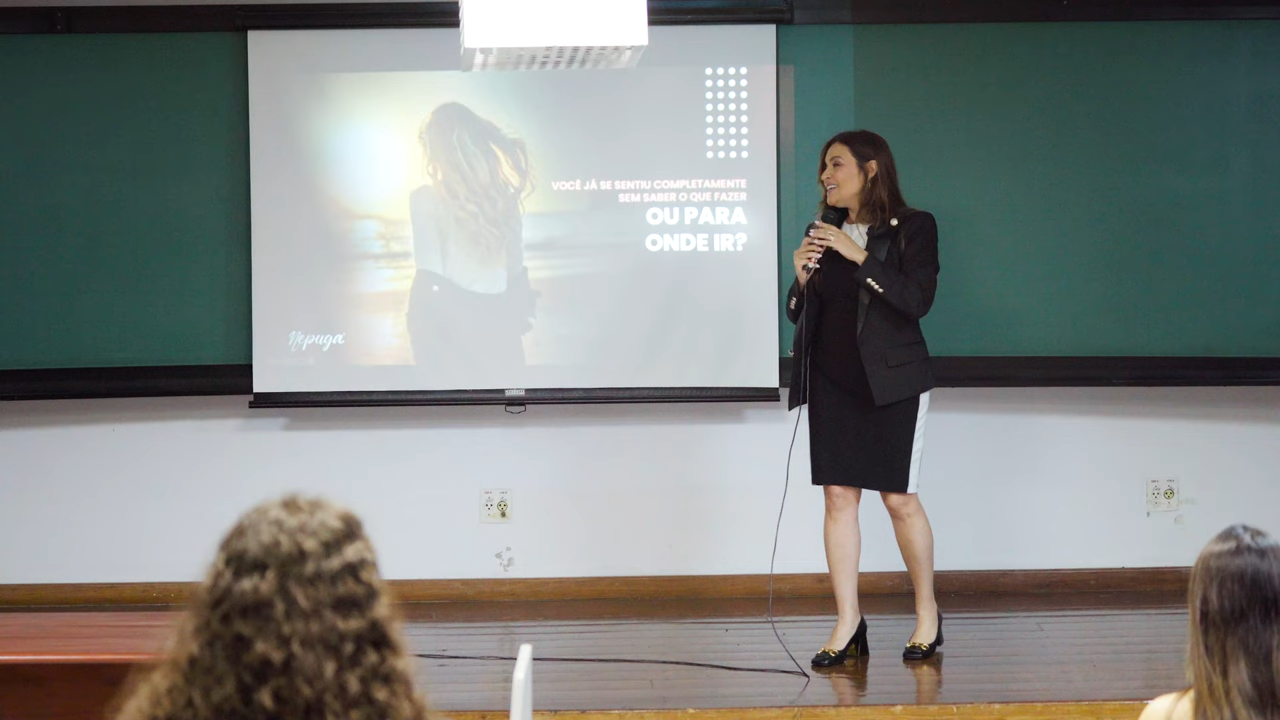 VOCÊ JÁ SE SENTIU COMPLETAMENTE
SEM SABER O QUE FAZER
OU PARA
ONDE IR?
Nepuga